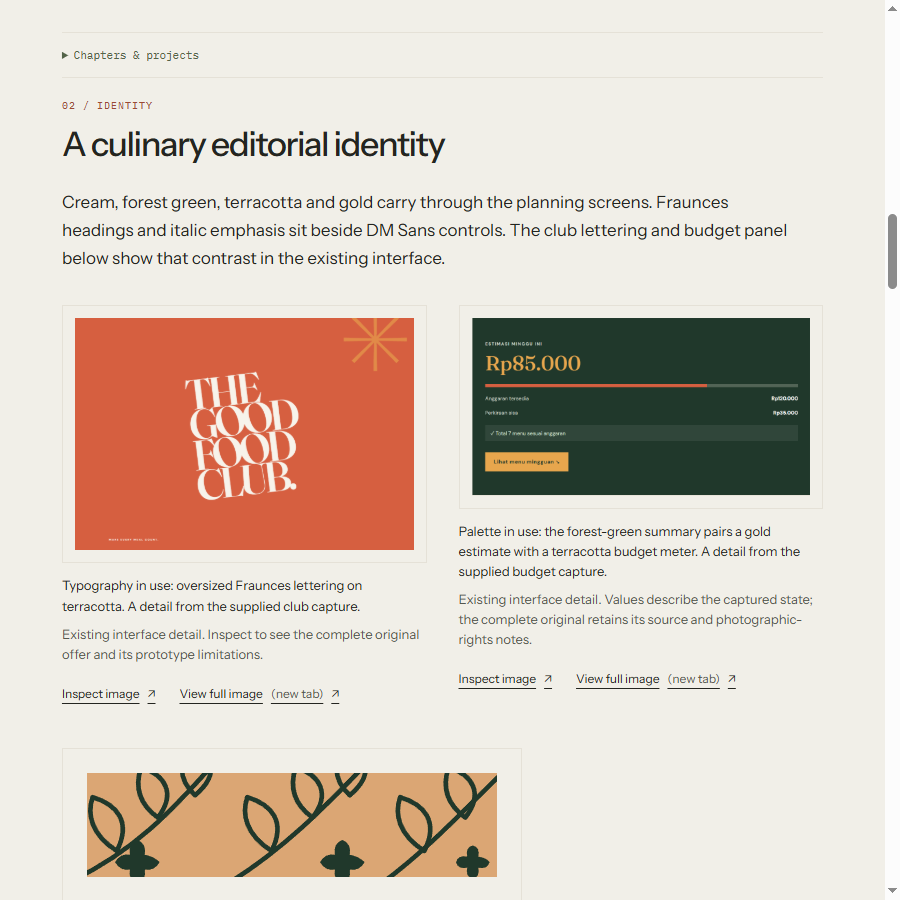 ▶ Chapters & projects
02 / IDENTITY
A culinary editorial identity
Cream, forest green, terracotta and gold carry through the planning screens. Fraunces
headings and italic emphasis sit beside DM Sans controls. The club lettering and budget panel
below show that contrast in the existing interface.
THE
GOOD
FOOD
CLUB.
ESTIMASI MINGGU INI
Rp85.000
Anggaran tersedia Rp120.000
Perkiraan sisa Rp35.000
✓ Total 7 menu sesuai anggaran
Lihat menu mingguan ↘
Typography in use: oversized Fraunces lettering on
terracotta. A detail from the supplied club capture.
Existing interface detail. Inspect to see the complete original
offer and its prototype limitations.
Inspect image ↗ View full image (new tab) ↗
Palette in use: the forest-green summary pairs a gold
estimate with a terracotta budget meter. A detail from the
supplied budget capture.
Existing interface detail. Values describe the captured state;
the complete original retains its source and photographic-
rights notes.
Inspect image ↗ View full image (new tab) ↗